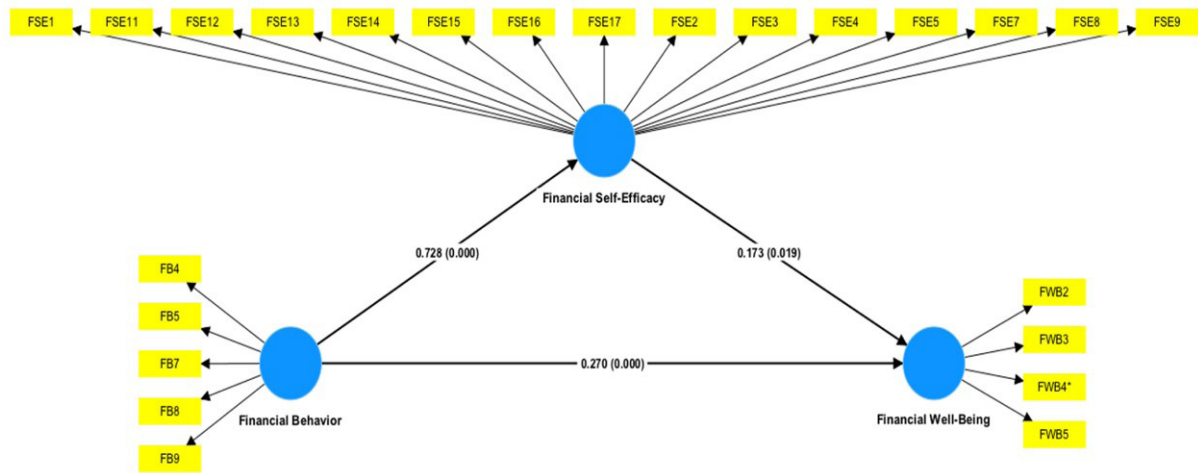 FSE1 FSE11 FSE12 FSE13 FSE14 FSE15 FSE16 FSE17 FSE2 FSE3 FSE4 FSE5 FSE7 FSE8 FSE9
Financial Self-Efficacy
0.728 (0.000)
0.173 (0.019)
FB4
FB5
FB7
FB8
FB9
Financial Behavior
0.270 (0.000)
FWB2
FWB3
FWB4*
FWB5
Financial Well-Being